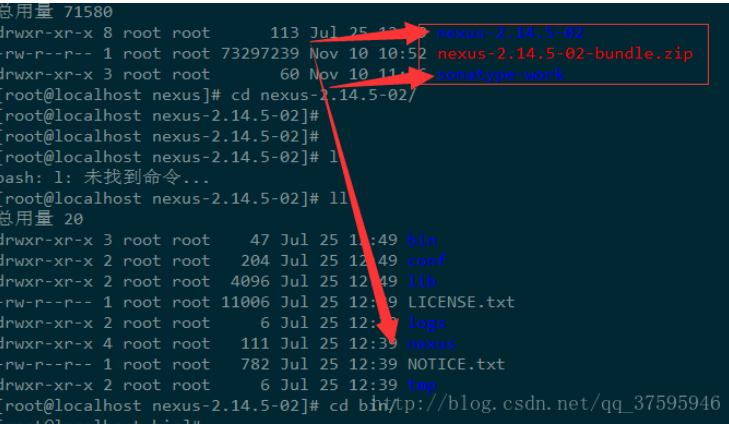 总用量 71580
drwxr-xr-x 8 root root 113 Jul 25 nexus-2.14.5-02
-rw-r--r-- 1 root root 73297239 Nov 10 10:52 nexus-2.14.5-02-bundle.zip
drwxr-xr-x 3 root root 60 Nov 10 sonatype-work
[root@localhost nexus]# cd nexus-2.14.5-02/
[root@localhost nexus-2.14.5-02]#
[root@localhost nexus-2.14.5-02]#
[root@localhost nexus-2.14.5-02]# l
bash: l: 未找到命令...
[root@localhost nexus-2.14.5-02]# ll
总用量 20
drwxr-xr-x 3 root root 47 Jul 25 12:49 bin
drwxr-xr-x 2 root root 204 Jul 25 12:49 conf
drwxr-xr-x 2 root root 4096 Jul 25 12:49 lib
-rw-r--r-- 1 root root 11006 Jul 25 LICENSE.txt
drwxr-xr-x 2 root root 6 Jul 25 logs
drwxr-xr-x 4 root root 111 Jul 25 12:39 nexus
-rw-r--r-- 1 root root 782 Jul 25 12:39 NOTICE.txt
drwxr-xr-x 2 root root 6 Jul 25 12:39 tmp
[root@localhost nexus-2.14.5-02]# cd bin/
http://blog.csdn.net/qq_37595946